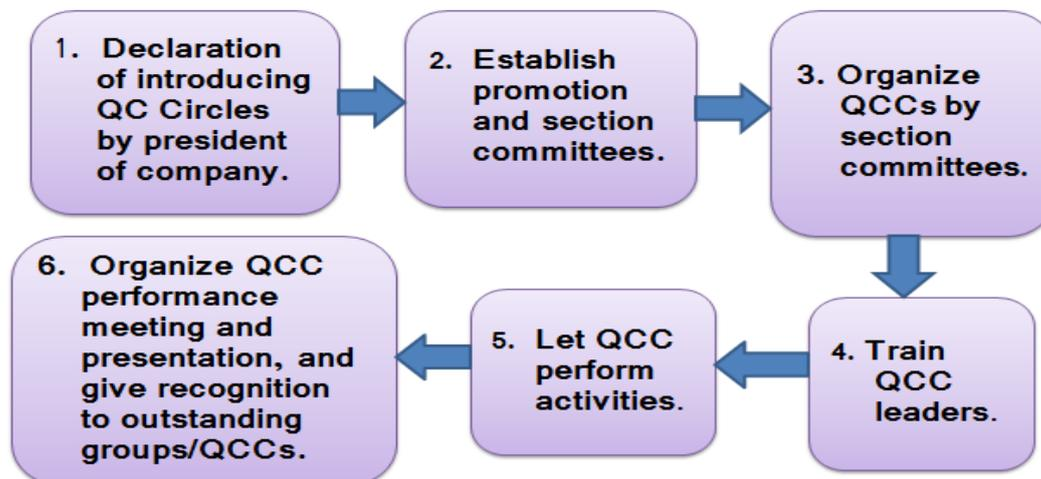 1. Declaration
of introducing
QC Circles
by president
of company.
2. Establish
promotion
and section
committees.
3. Organize
QCCs by
section
committees.
4. Train
QCC
leaders.
5. Let QCC
perform
activities.
6. Organize QCC
performance
meeting and
presentation, and
give recognition
to outstanding
groups/QCCs.